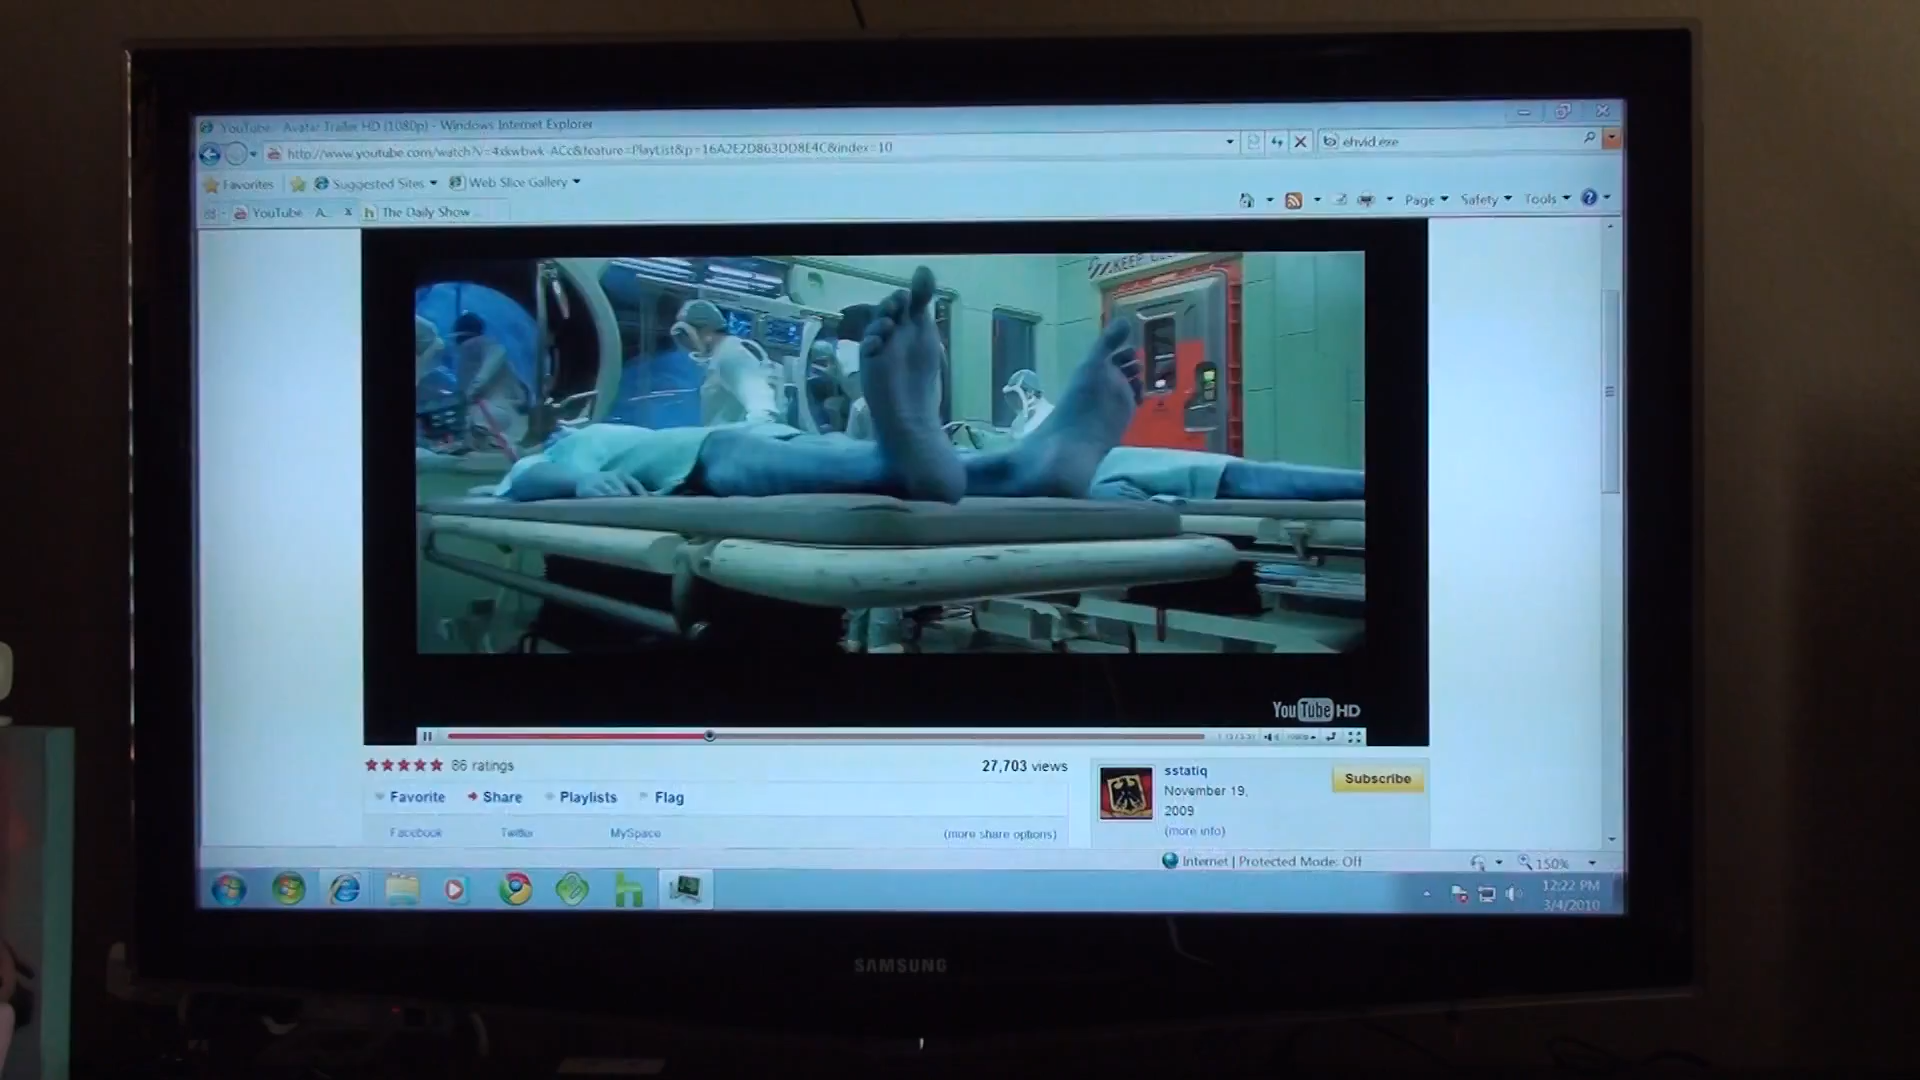 YouTube - Avatar Trailer HD (1080p) - Windows Internet Explorer
ehvid.exe
Favorites Suggested Sites Web Slice Gallery
YouTube - A... x The Daily Show...
Page Safety Tools
KEEP
YouTube HD
86 ratings 27,703 views
Favorite Share Playlists Flag
Facebook Twitter MySpace (more share options)
sstatiq
November 19,
2009
(more info)
Subscribe
Internet | Protected Mode: Off
150%
12:22 PM
3/4/2010
SAMSUNG